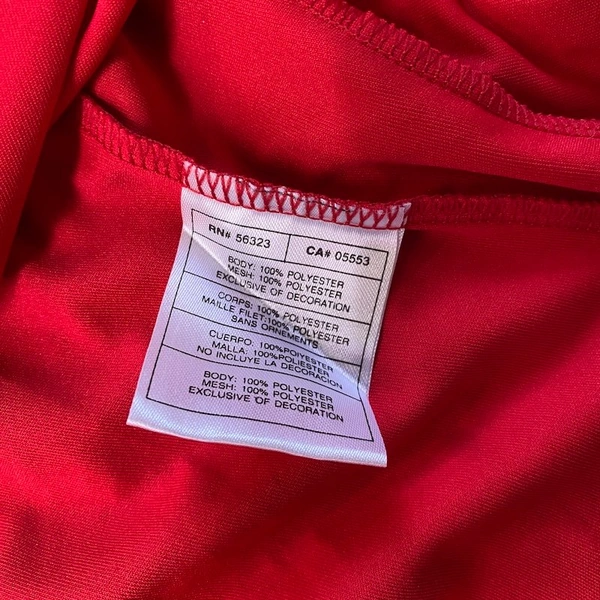 RN# 56323 CA# 05553
BODY: 100% POLYESTER
MESH: 100% POLYESTER
EXCLUSIVE OF DECORATION
CORPS: 100% POLYESTER
MAILLE FILET:100% POLYESTER
SANS ORNEMENTS
CUERPO: 100%POIYESTER
MALLA: 100%POLIESTER
NO INCLUYE LA DECORACION
BODY: 100% POLYESTER
MESH: 100% POLYESTER
EXCLUSIVE OF DECORATION